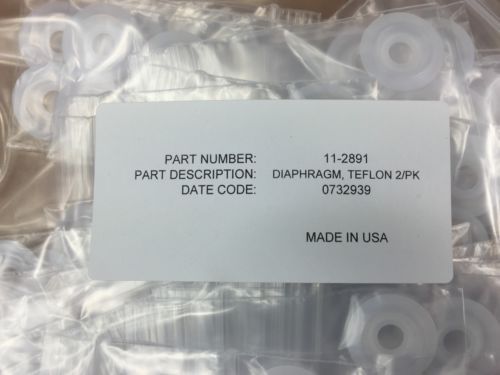 PART NUMBER: 11-2891
PART DESCRIPTION: DIAPHRAGM, TEFLON 2/PK
DATE CODE: 0732939
MADE IN USA